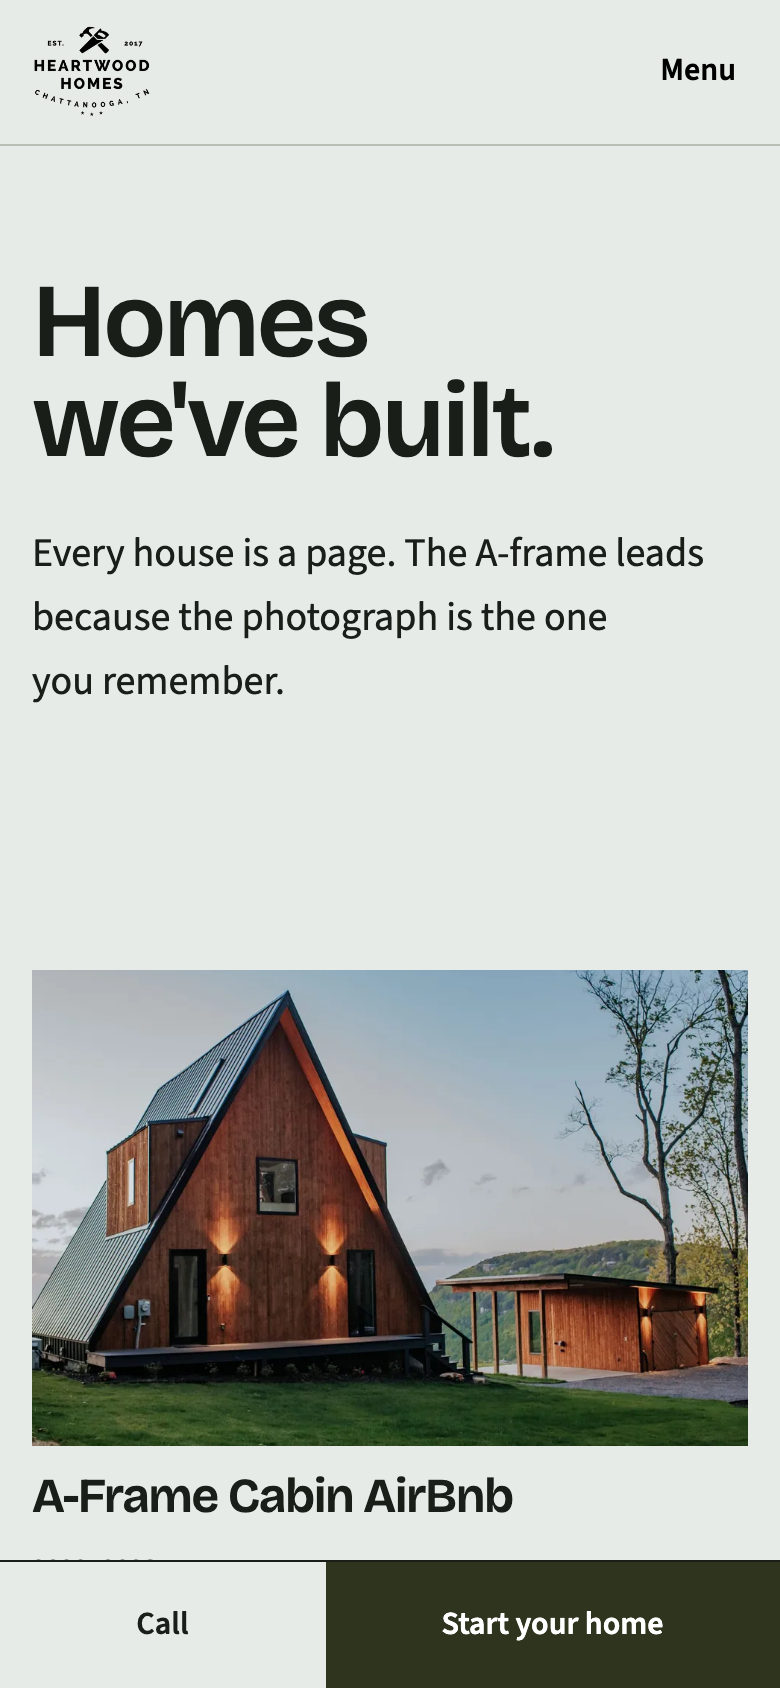 EST. 2017
HEARTWOOD
HOMES
CHATTANOOGA, TN
Menu
Homes
we've built.
Every house is a page. The A-frame leads
because the photograph is the one
you remember.
A-Frame Cabin AirBnb
Call
Start your home